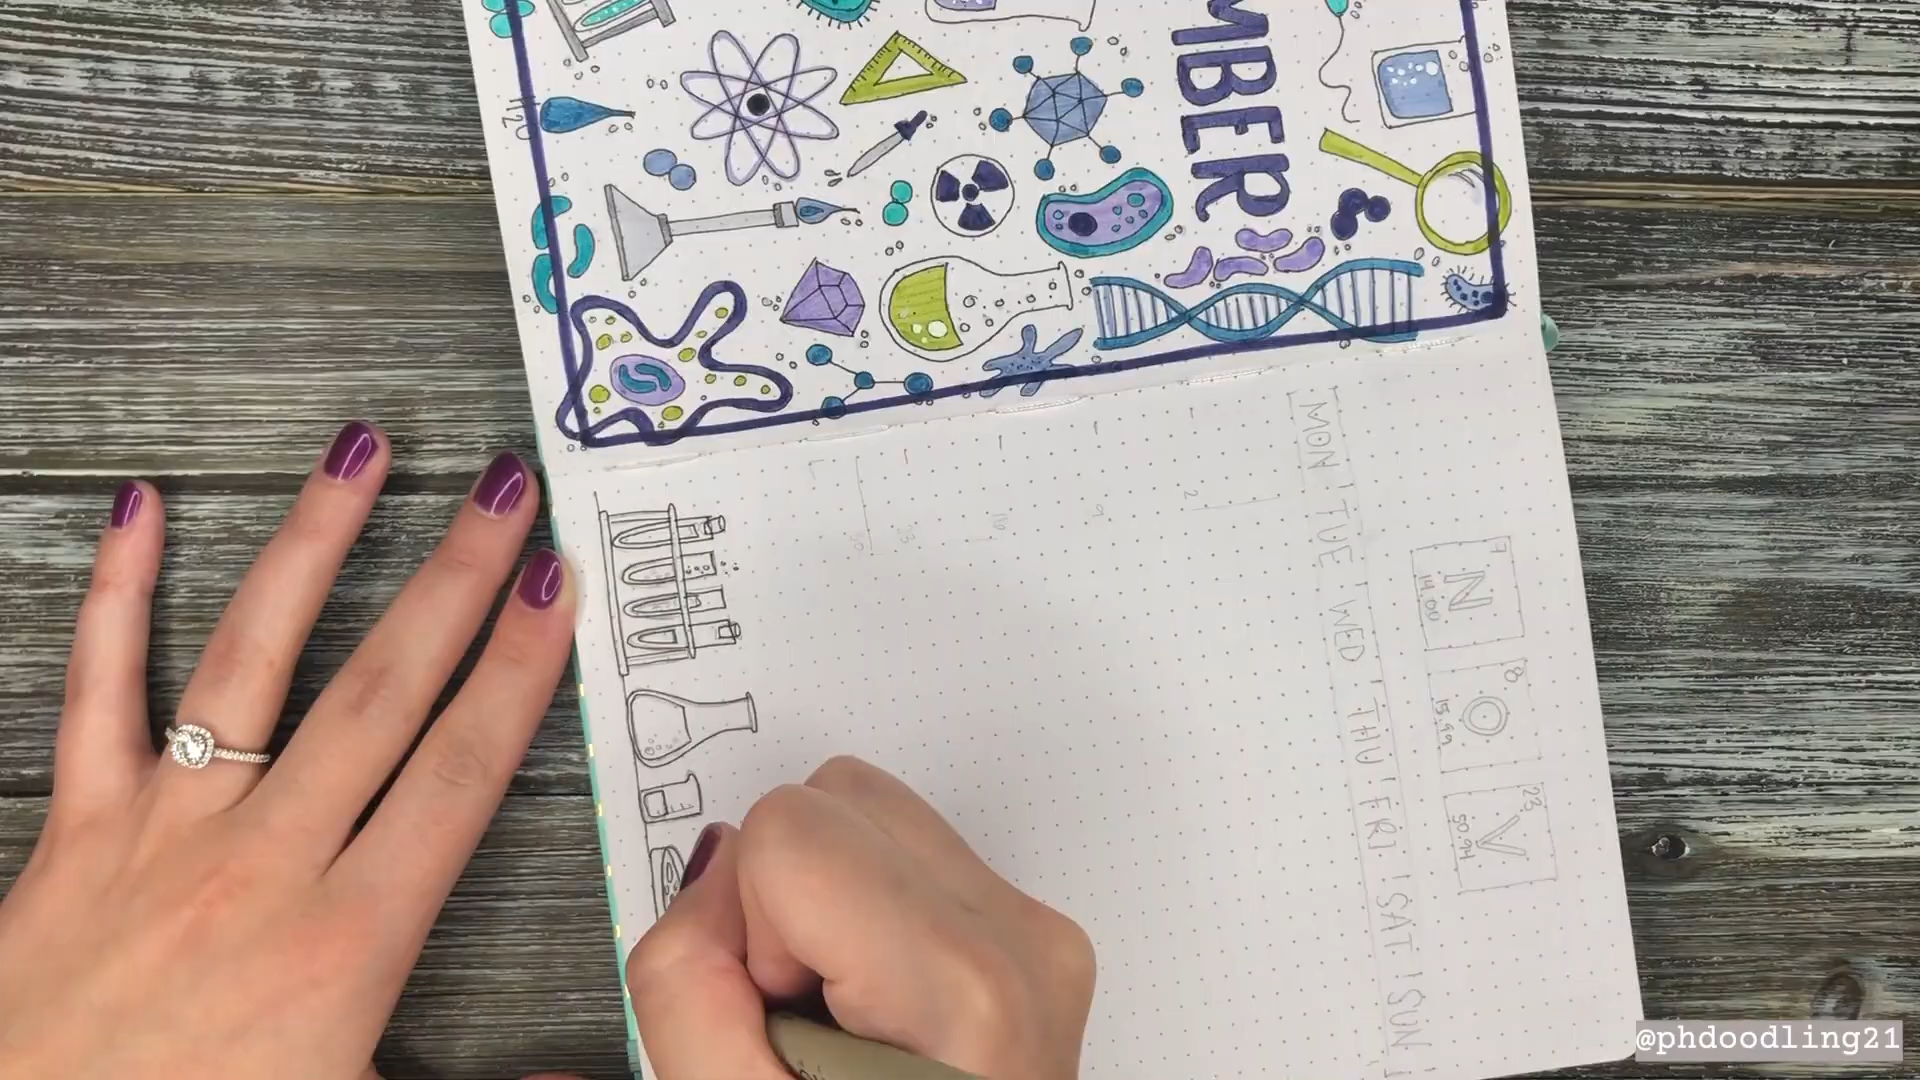 MBER
H2O
7
N
14.00
8
O
15.99
23
V
50.94
MON TUE WED THU FRI SAT SUN
2
9
16
23
30
@phdoodling21